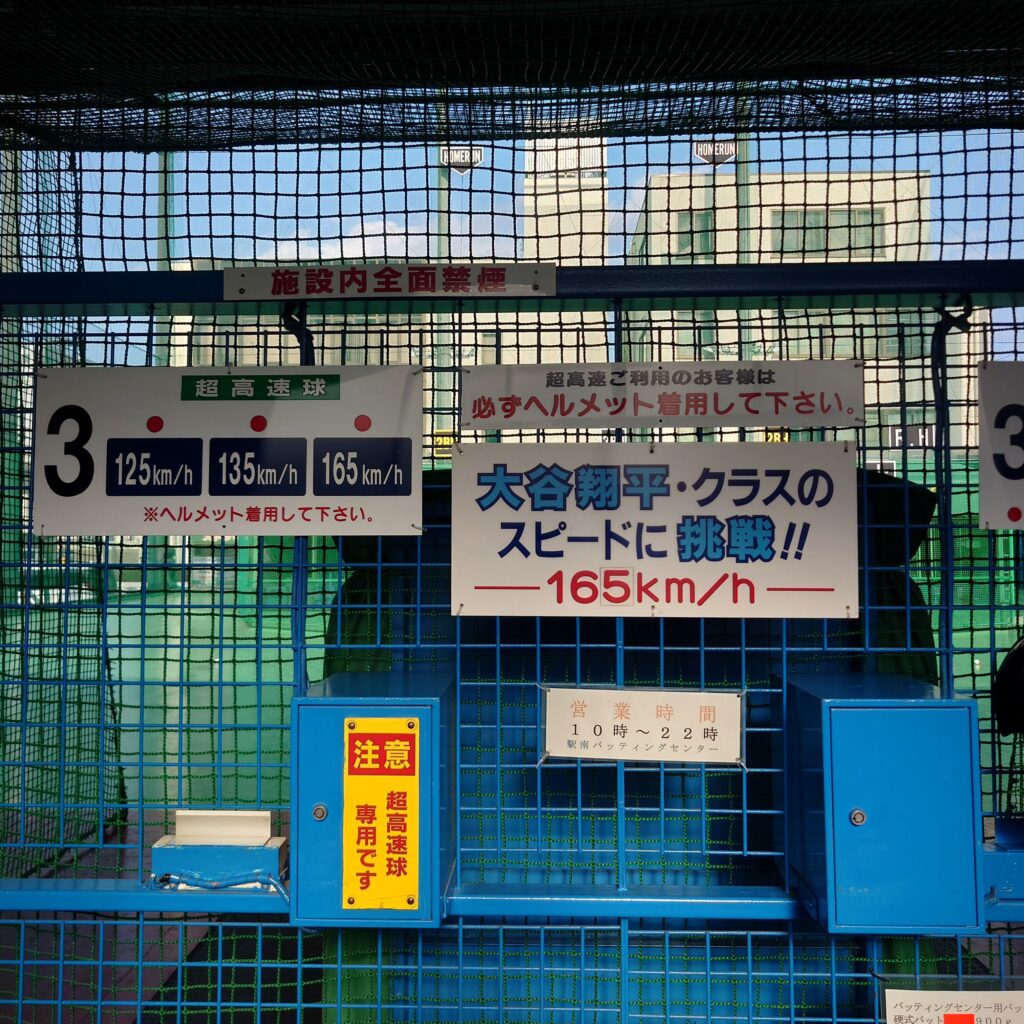 HOMERUN
HOMERUN
施設内全面禁煙
超高速球
3
125km/h 135km/h 165km/h
※ヘルメット着用して下さい。
超高速ご利用のお客様は
必ずヘルメット着用して下さい。
大谷翔平・クラスの
スピードに挑戦!!
165km/h
3
営業時間
10時～22時
駅南バッティングセンター
注意
超高速球
専用です
バッティングセンター用バッ
硬式バット 900g